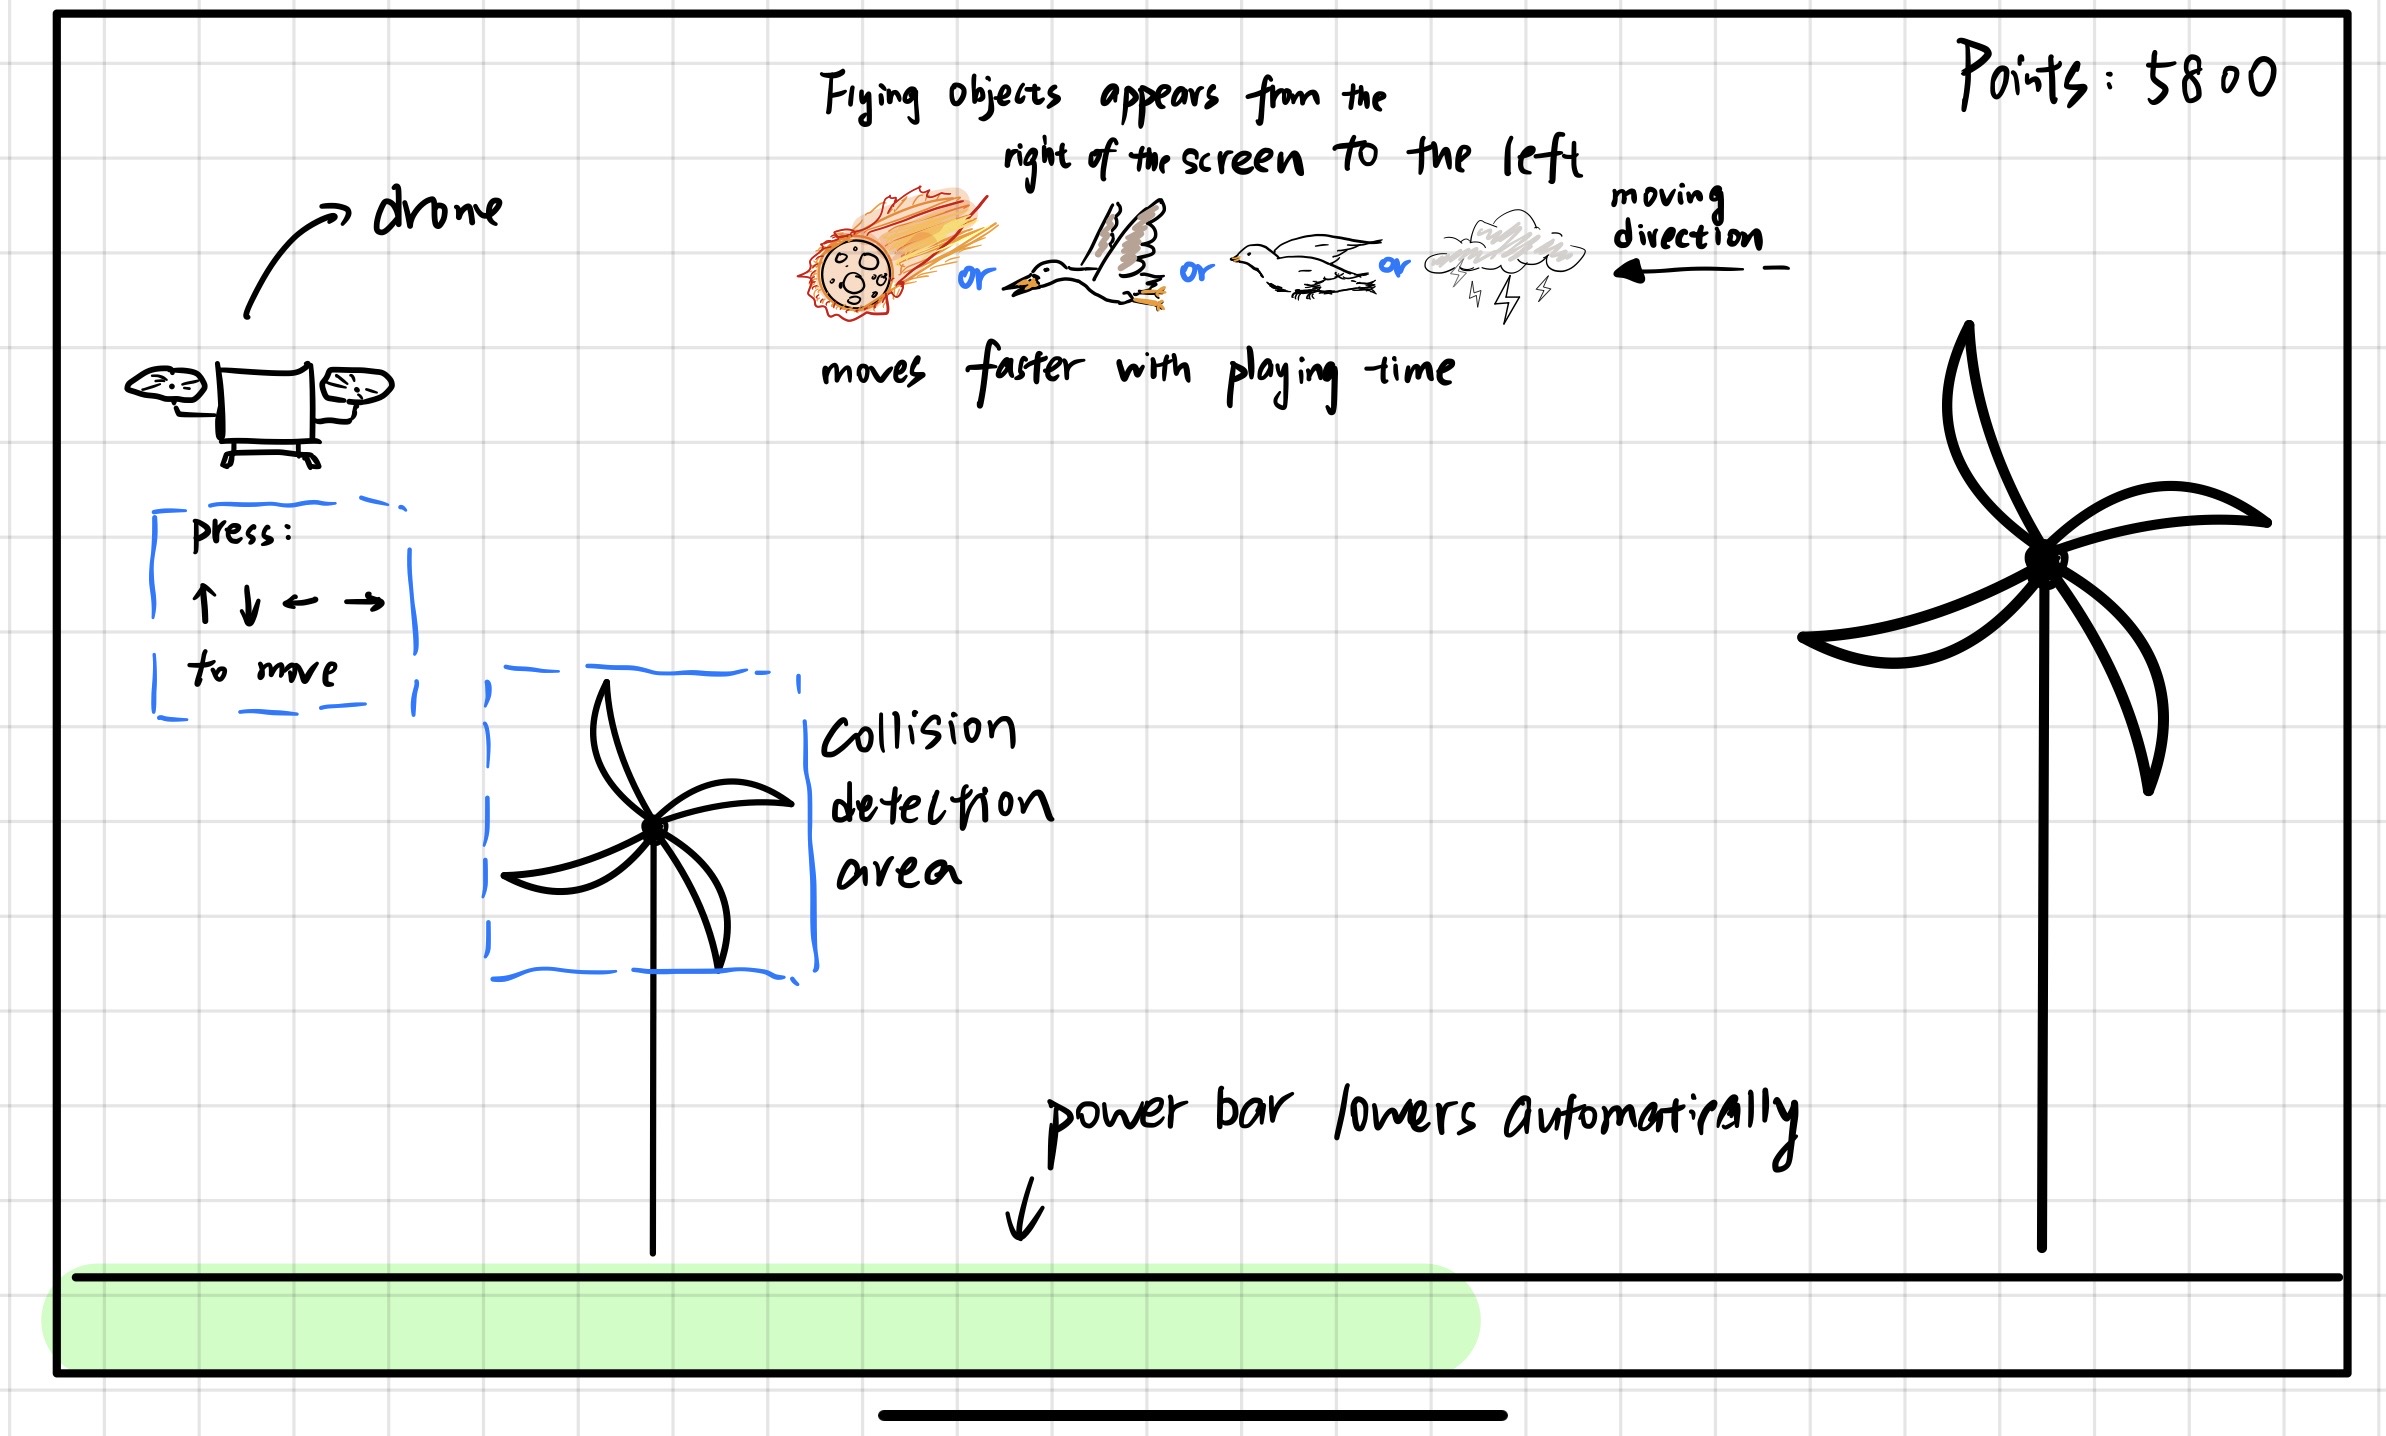 Points: 5800
Flying objects appears from the
right of the screen to the left
drone
moving
direction
or or or
moves faster with playing time
press:
↑ ↓ ← →
to move
Collision
detection
area
power bar lowers automatically